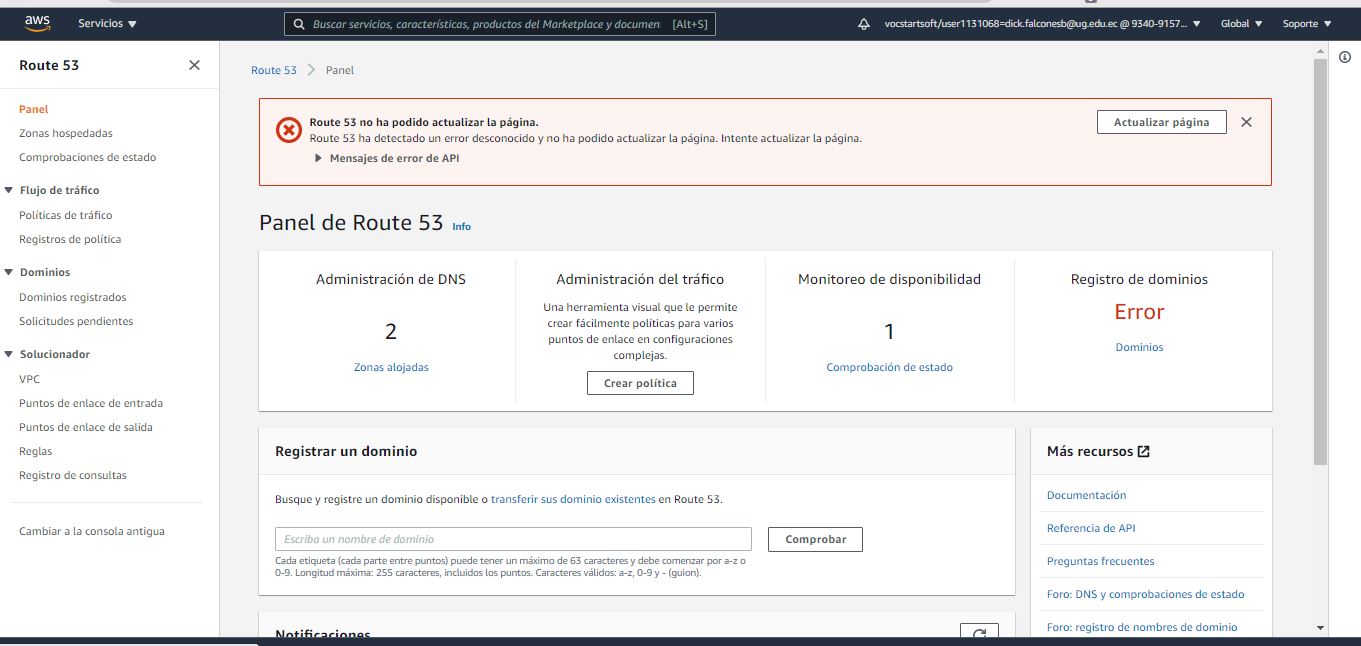 aws
Servicios
Buscar servicios, características, productos del Marketplace y documen
[Alt+S]
vocstartsoft/user1131068=dick.falconesb@ug.edu.ec @ 9340-9157...
Global
Soporte
Route 53
Panel
Zonas hospedadas
Comprobaciones de estado
Flujo de tráfico
Políticas de tráfico
Registros de política
Dominios
Dominios registrados
Solicitudes pendientes
Solucionador
VPC
Puntos de enlace de entrada
Puntos de enlace de salida
Reglas
Registro de consultas
Cambiar a la consola antigua
Route 53
Panel
Route 53 no ha podido actualizar la página.
Route 53 ha detectado un error desconocido y no ha podido actualizar la página. Intente actualizar la página.
Mensajes de error de API
Actualizar página
Panel de Route 53
Info
Administración de DNS
2
Zonas alojadas
Administración del tráfico
Una herramienta visual que le permite
crear fácilmente políticas para varios
puntos de enlace en configuraciones
complejas.
Crear política
Monitoreo de disponibilidad
1
Comprobación de estado
Registro de dominios
Error
Dominios
Registrar un dominio
Busque y registre un dominio disponible o transferir sus dominio existentes en Route 53.
Escriba un nombre de dominio
Comprobar
Cada etiqueta (cada parte entre puntos) puede tener un máximo de 63 caracteres y debe comenzar por a-z o
0-9. Longitud máxima: 255 caracteres, incluidos los puntos. Caracteres válidos: a-z, 0-9 y - (guion).
Notificaciones
Más recursos
Documentación
Referencia de API
Preguntas frecuentes
Foro: DNS y comprobaciones de estado
Foro: registro de nombres de dominio